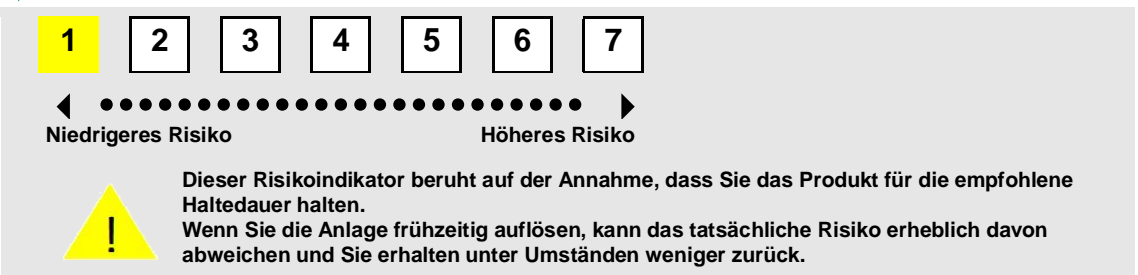 1 2 3 4 5 6 7
Niedrigeres Risiko Höheres Risiko
Dieser Risikoindikator beruht auf der Annahme, dass Sie das Produkt für die empfohlene
Haltedauer halten.
Wenn Sie die Anlage frühzeitig auflösen, kann das tatsächliche Risiko erheblich davon
abweichen und Sie erhalten unter Umständen weniger zurück.
!